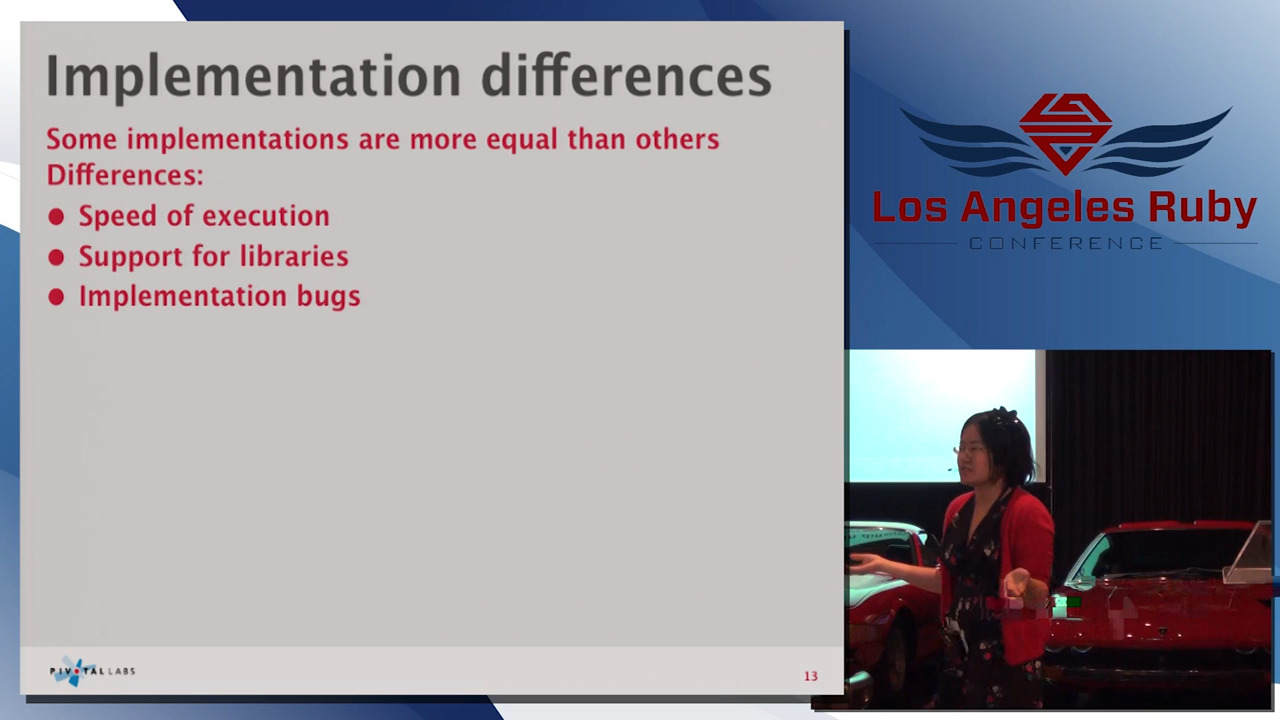 Implementation differences
Some implementations are more equal than others
Differences:
● Speed of execution
● Support for libraries
● Implementation bugs
PIVOTAL LABS
13
Los Angeles Ruby
CONFERENCE